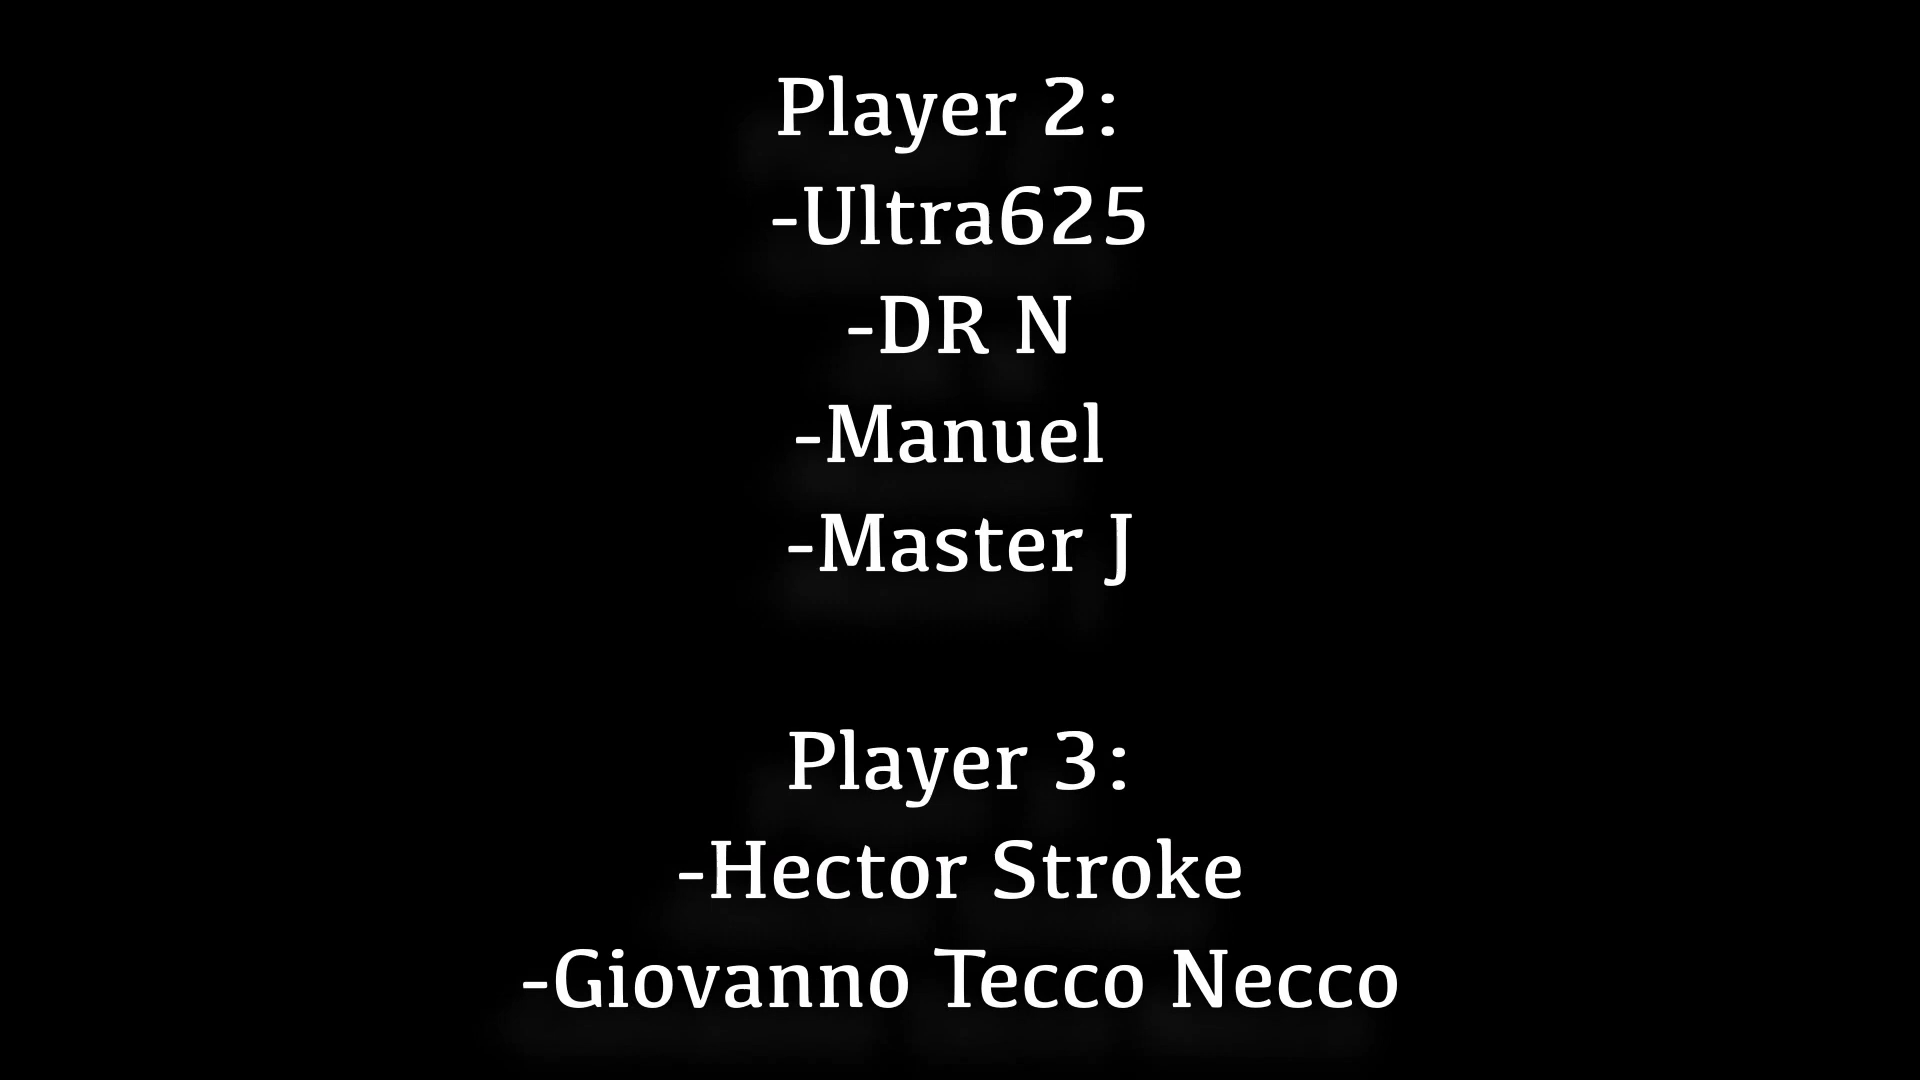 Player 2:
-Ultra625
-DR N
-Manuel
-Master J
Player 3:
-Hector Stroke
-Giovanno Tecco Necco